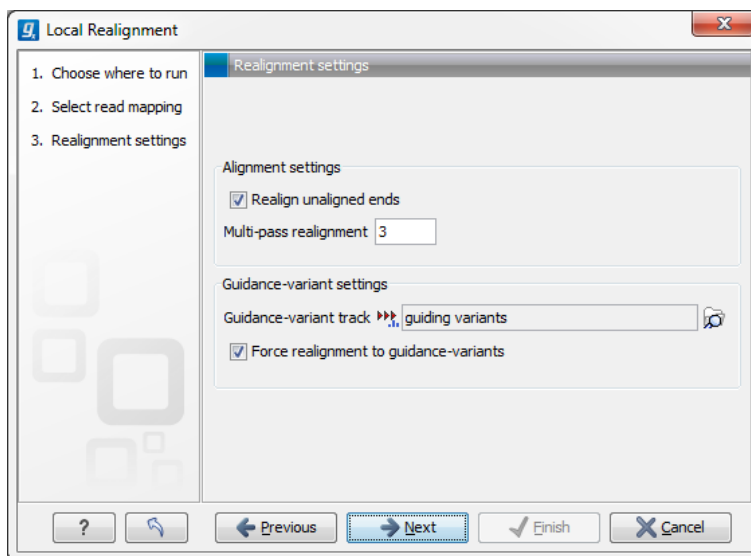 Local Realignment
1. Choose where to run
2. Select read mapping
3. Realignment settings
Realignment settings
Alignment settings
Realign unaligned ends
Multi-pass realignment 3
Guidance-variant settings
Guidance-variant track guiding variants
Force realignment to guidance-variants
? Previous Next Finish Cancel